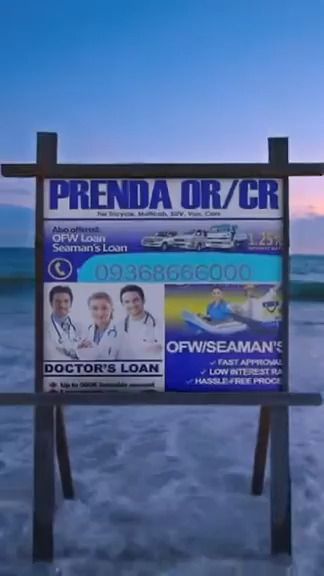 PRENDA OR/CR
Also offered:
OFW Loan
Seaman's Loan
1.25%
09368666000
DOCTOR'S LOAN
OFW/SEAMAN'S
✓ FAST APPROVAL
✓ LOW INTEREST RA
✓ HASSLE-FREE PROCE